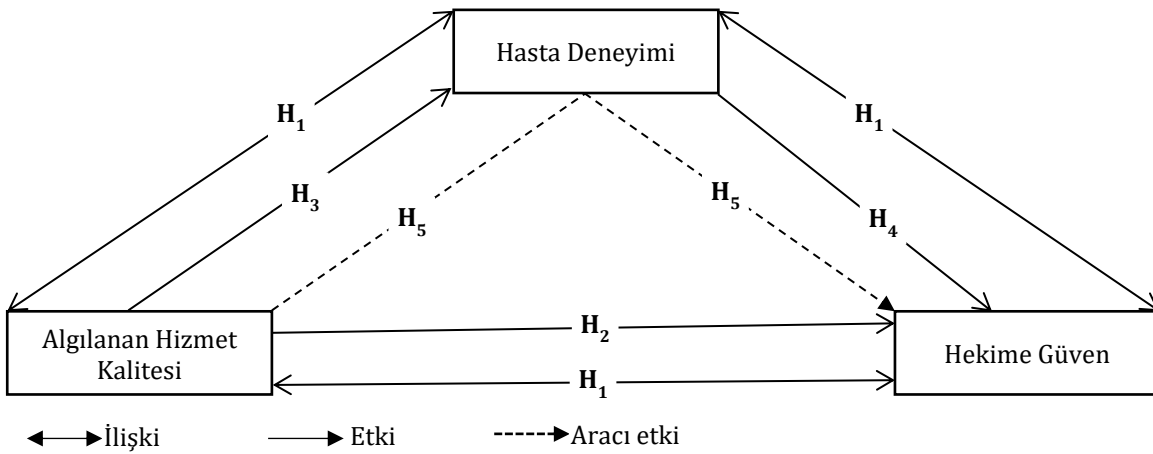 Hasta Deneyimi
H₁
H₁
H₃
H₅
H₅
H₄
Algılanan Hizmet
Kalitesi
H₂
H₁
Hekime Güven
İlişki
Etki
Aracı etki